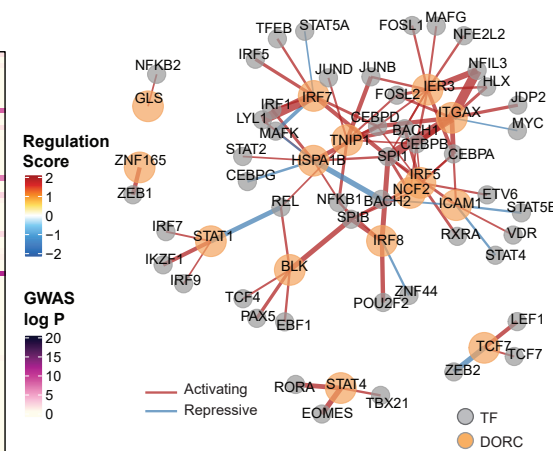 FOSL1 MAFG
TFEB STAT5A
NFE2L2
IRF5
NFKB2
JUND JUNB
NFIL3
IER3
HLX
GLS
IRF7
FOSL2
JDP2
IRF1
ITGAX
LYL1
CEBPD
MYC
MAFK
BACH1
TNIP1
CEBPB
Regulation
Score
2
1
0
−1
−2
STAT2
HSPA1B
SPI1
CEBPA
ZNF165
CEBPG
IRF5
ZEB1
NCF2
ETV6
REL
NFKB1
BACH2
ICAM1
STAT5B
SPIB
IRF7
STAT1
IRF8
RXRA
VDR
IKZF1
STAT4
IRF9
BLK
GWAS
log P
20
15
10
5
0
TCF4
ZNF44
POU2F2
PAX5
EBF1
LEF1
TCF7
TCF7
ZEB2
RORA
STAT4
TBX21
EOMES
Activating
Repressive
TF
DORC